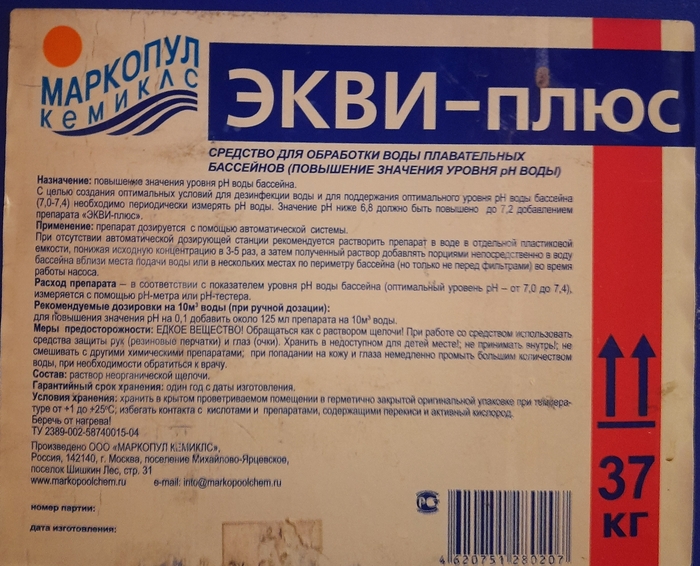 МАРКОПУЛ
КЕМИКЛС
ЭКВИ-ПЛЮС
СРЕДСТВО ДЛЯ ОБРАБОТКИ ВОДЫ ПЛАВАТЕЛЬНЫХ
БАССЕЙНОВ (ПОВЫШЕНИЕ ЗНАЧЕНИЯ УРОВНЯ pH ВОДЫ)
Назначение: повышение значения уровня pH воды бассейна.
С целью создания оптимальных условий для дезинфекции воды и для поддержания оптимального уровня pH воды бассейна
(7,0-7,4) необходимо периодически измерять pH воды. Значение pH ниже 6,8 должно быть повышено до 7,2 добавлением
препарата «ЭКВИ-плюс».
Применение: препарат дозируется с помощью автоматической системы.
При отсутствии автоматической дозирующей станции рекомендуется растворить препарат в воде в отдельной пластиковой
емкости, понижая исходную концентрацию в 3-5 раз, а затем полученный раствор добавлять порциями непосредственно в воду
бассейна вблизи места подачи воды или в нескольких местах по периметру бассейна (но только не перед фильтрами) во время
работы насоса.
Расход препарата – в соответствии с показателем уровня pH воды бассейна (оптимальный уровень pH – от 7,0 до 7,4),
измеряется с помощью pH-метра или pH-тестера.
Рекомендуемые дозировки на 10м³ воды (при ручной дозации):
для повышения значения pH на 0,1 добавить около 125 мл препарата на 10м³ воды.
Меры предосторожности: ЕДКОЕ ВЕЩЕСТВО! Обращаться как с раствором щелочи! При работе со средством использовать
средства защиты рук (резиновые перчатки) и глаз (очки). Хранить в недоступном для детей месте!; не принимать внутрь!; не
смешивать с другими химическими препаратами; при попадании на кожу и глаза немедленно промыть большим количеством
воды, при необходимости обратиться к врачу.
Состав: раствор неорганической щелочи.
Гарантийный срок хранения: один год с даты изготовления.
Условия хранения: хранить в крытом проветриваемом помещении в герметично закрытой оригинальной упаковке при темпера-
туре от +1 до +25°С; избегать контакта с кислотами и препаратами, содержащими перекиси и активный кислород.
Беречь от нагрева!
ТУ 2389-002-58740015-04
Произведено ООО «МАРКОПУЛ КЕМИКЛС»,
Россия, 142140, г. Москва, поселение Михайлово-Ярцевское,
поселок Шишкин Лес, стр. 31
www.markopoolchem.ru e-mail: info@markopoolchem.ru
37
кг
номер партии:
дата изготовления:
РСТ
4 620751 280207